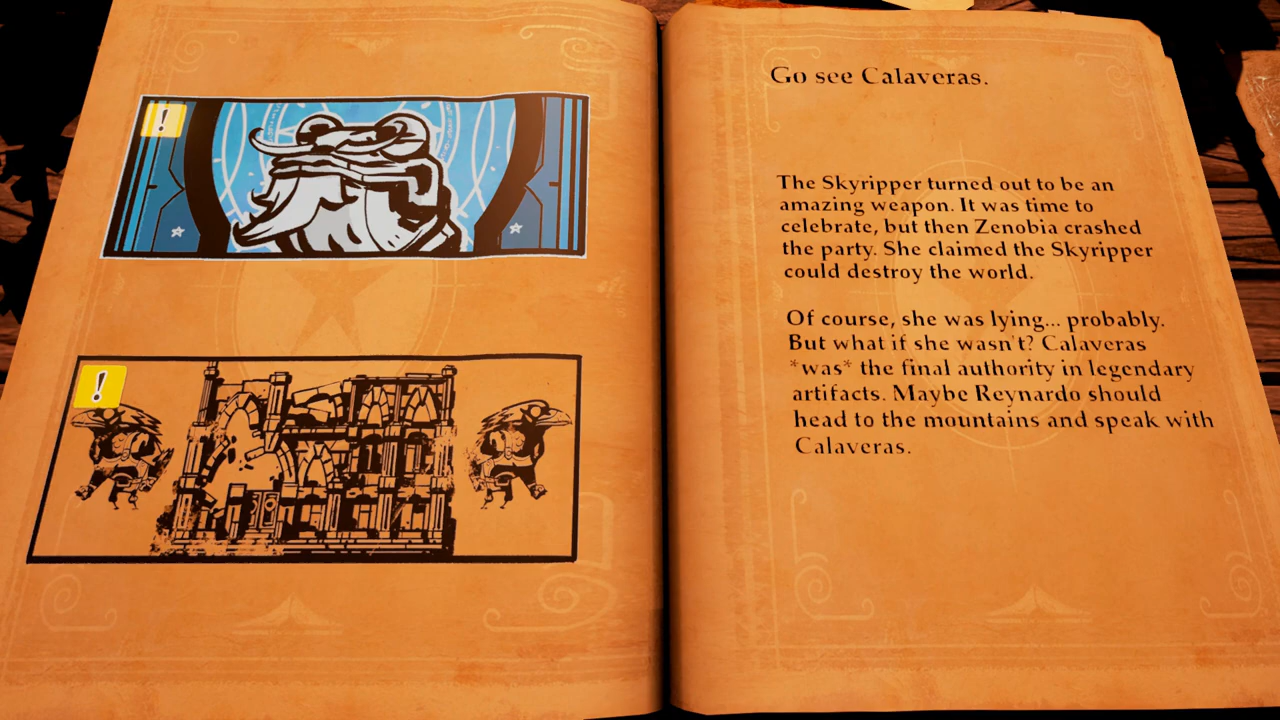 !
!
Go see Calaveras.
The Skyripper turned out to be an
amazing weapon. It was time to
celebrate, but then Zenobia crashed
the party. She claimed the Skyripper
could destroy the world.
Of course, she was lying... probably.
But what if she wasn't? Calaveras
*was* the final authority in legendary
artifacts. Maybe Reynardo should
head to the mountains and speak with
Calaveras.